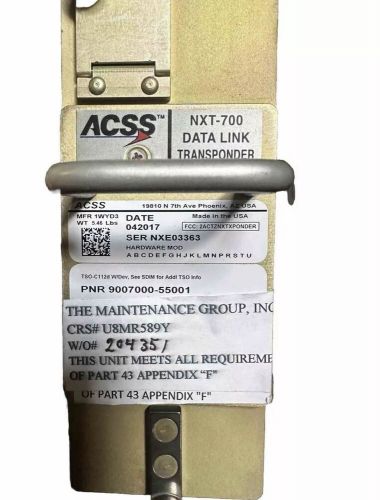 ACSS™
NXT-700
DATA LINK
TRANSPONDER
ACSS
19810 N 7th Ave Phoenix, AZ USA
MFR 1WYD3
WT 5.46 Lbs
DATE
042017
Made in the USA
FCC: 2ACTZNXTXPONDER
SER NXE03363
HARDWARE MOD
A B C D E F G H J K L M N P R S T U
TSO-C112d W/Dev, See SDIM for Addl TSO Info
PNR 9007000-55001
THE MAINTENANCE GROUP, INC
CRS# U8MR589Y
W/O# 204351
THIS UNIT MEETS ALL REQUIREME
OF PART 43 APPENDIX "F"
OF PART 43 APPENDIX "F"